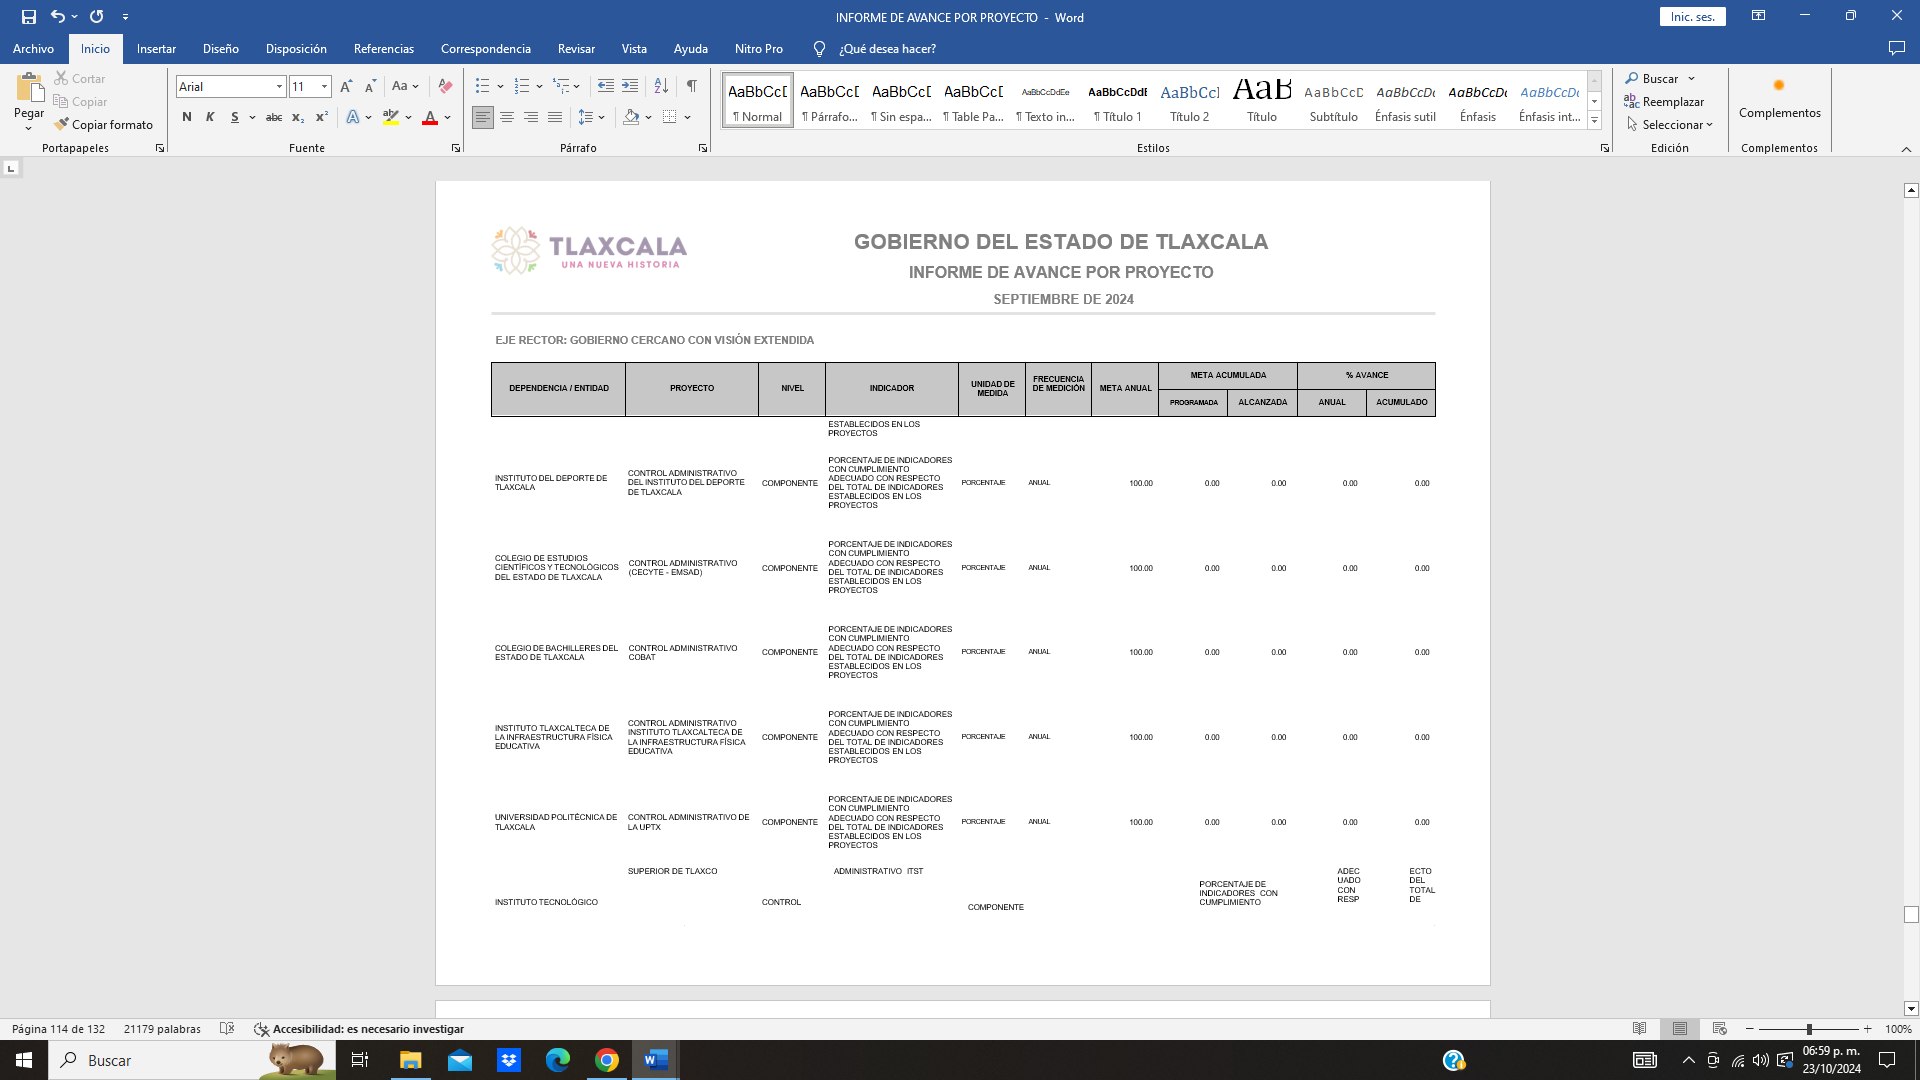 INFORME DE AVANCE POR PROYECTO - Word
Inic. ses.
Archivo Inicio Insertar Diseño Disposición Referencias Correspondencia Revisar Vista Ayuda Nitro Pro ¿Qué desea hacer?
Pegar
Cortar
Copiar
Copiar formato
Portapapeles
Arial 11
N K S abc x₂ x²
Fuente
Párrafo
AaBbCcI AaBbCcI AaBbCcI AaBbCcI AaBbCcDdEe AaBbCcDdE AaBbCcI AaB AaBbCcD AaBbCcDc AaBbCcDc AaBbCcDc
¶ Normal ¶ Párrafo... ¶ Sin espa... ¶ Table Pa... ¶ Texto in... ¶ Título 1 Título 2 Título Subtítulo Énfasis sutil Énfasis Énfasis int...
Estilos
Buscar
Reemplazar
Seleccionar
Edición
Complementos
Complementos
TLAXCALA
UNA NUEVA HISTORIA
GOBIERNO DEL ESTADO DE TLAXCALA
INFORME DE AVANCE POR PROYECTO
SEPTIEMBRE DE 2024
EJE RECTOR: GOBIERNO CERCANO CON VISIÓN EXTENDIDA
DEPENDENCIA / ENTIDAD
PROYECTO
NIVEL
INDICADOR
UNIDAD DE
MEDIDA
FRECUENCIA
DE MEDICIÓN
META ANUAL
META ACUMULADA
PROGRAMADA ALCANZADA
% AVANCE
ANUAL ACUMULADO
ESTABLECIDOS EN LOS
PROYECTOS
INSTITUTO DEL DEPORTE DE
TLAXCALA
CONTROL ADMINISTRATIVO
DEL INSTITUTO DEL DEPORTE
DE TLAXCALA
COMPONENTE
PORCENTAJE DE INDICADORES
CON CUMPLIMIENTO
ADECUADO CON RESPECTO
DEL TOTAL DE INDICADORES
ESTABLECIDOS EN LOS
PROYECTOS
PORCENTAJE ANUAL 100.00 0.00 0.00 0.00 0.00
COLEGIO DE ESTUDIOS
CIENTÍFICOS Y TECNOLÓGICOS
DEL ESTADO DE TLAXCALA
CONTROL ADMINISTRATIVO
(CECYTE - EMSAD)
COMPONENTE
PORCENTAJE DE INDICADORES
CON CUMPLIMIENTO
ADECUADO CON RESPECTO
DEL TOTAL DE INDICADORES
ESTABLECIDOS EN LOS
PROYECTOS
PORCENTAJE ANUAL 100.00 0.00 0.00 0.00 0.00
COLEGIO DE BACHILLERES DEL
ESTADO DE TLAXCALA
CONTROL ADMINISTRATIVO
COBAT
COMPONENTE
PORCENTAJE DE INDICADORES
CON CUMPLIMIENTO
ADECUADO CON RESPECTO
DEL TOTAL DE INDICADORES
ESTABLECIDOS EN LOS
PROYECTOS
PORCENTAJE ANUAL 100.00 0.00 0.00 0.00 0.00
INSTITUTO TLAXCALTECA DE
LA INFRAESTRUCTURA FÍSICA
EDUCATIVA
CONTROL ADMINISTRATIVO
INSTITUTO TLAXCALTECA DE
LA INFRAESTRUCTURA FÍSICA
EDUCATIVA
COMPONENTE
PORCENTAJE DE INDICADORES
CON CUMPLIMIENTO
ADECUADO CON RESPECTO
DEL TOTAL DE INDICADORES
ESTABLECIDOS EN LOS
PROYECTOS
PORCENTAJE ANUAL 100.00 0.00 0.00 0.00 0.00
UNIVERSIDAD POLITÉCNICA DE
TLAXCALA
CONTROL ADMINISTRATIVO DE
LA UPTX
COMPONENTE
PORCENTAJE DE INDICADORES
CON CUMPLIMIENTO
ADECUADO CON RESPECTO
DEL TOTAL DE INDICADORES
ESTABLECIDOS EN LOS
PROYECTOS
PORCENTAJE ANUAL 100.00 0.00 0.00 0.00 0.00
INSTITUTO TECNOLÓGICO
SUPERIOR DE TLAXCO
CONTROL
ADMINISTRATIVO ITST
COMPONENTE
PORCENTAJE DE
INDICADORES CON
CUMPLIMIENTO
ADEC
UADO
CON
RESP
ECTO
DEL
TOTAL
DE
Página 114 de 132 21179 palabras Accesibilidad: es necesario investigar 100%
Buscar
06:59 p. m.
23/10/2024